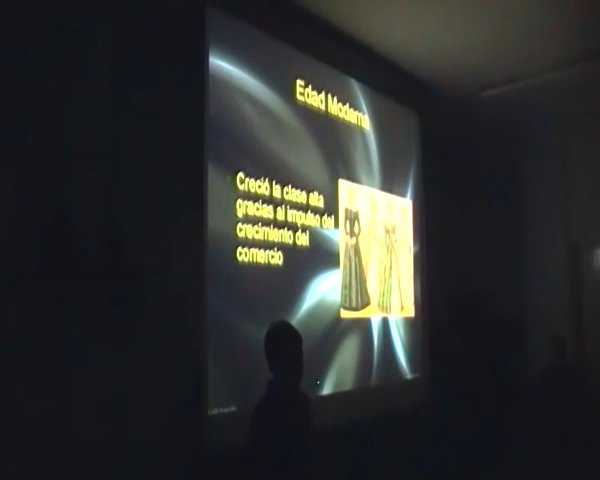 Edad Moderna
Creció la clase alta
gracias al impulso del
crecimiento del
comercio